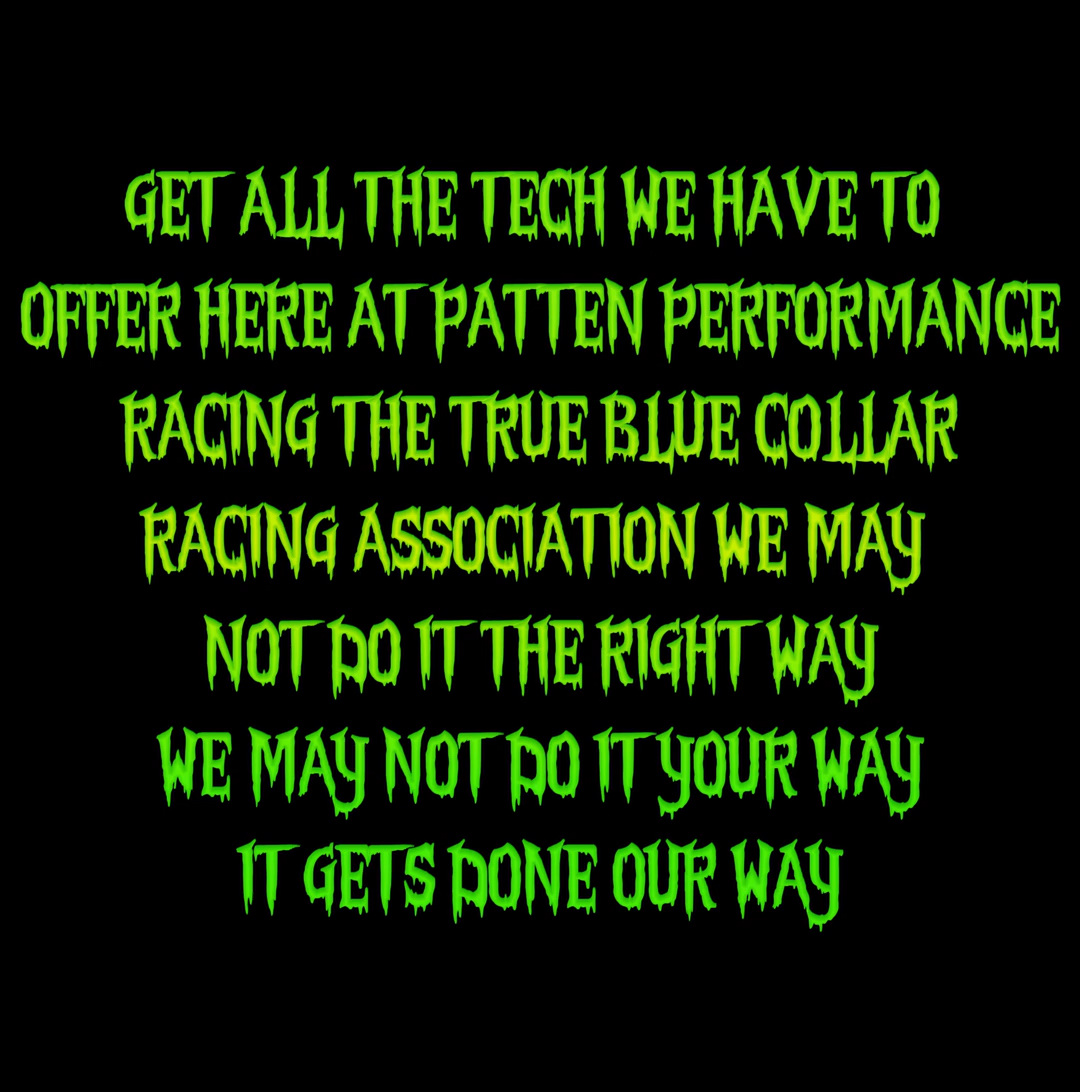 GET ALL THE TECH WE HAVE TO
OFFER HERE AT PATTEN PERFORMANCE
RACING THE TRUE BLUE COLLAR
RACING ASSOCIATION WE MAY
NOT DO IT THE RIGHT WAY
WE MAY NOT DO IT YOUR WAY
IT GETS DONE OUR WAY